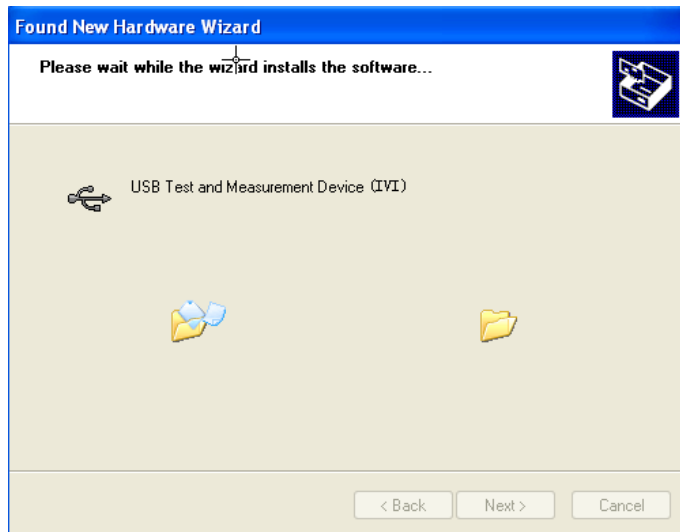 Found New Hardware Wizard
Please wait while the wizard installs the software...
USB Test and Measurement Device (IVI)
< Back
Next >
Cancel